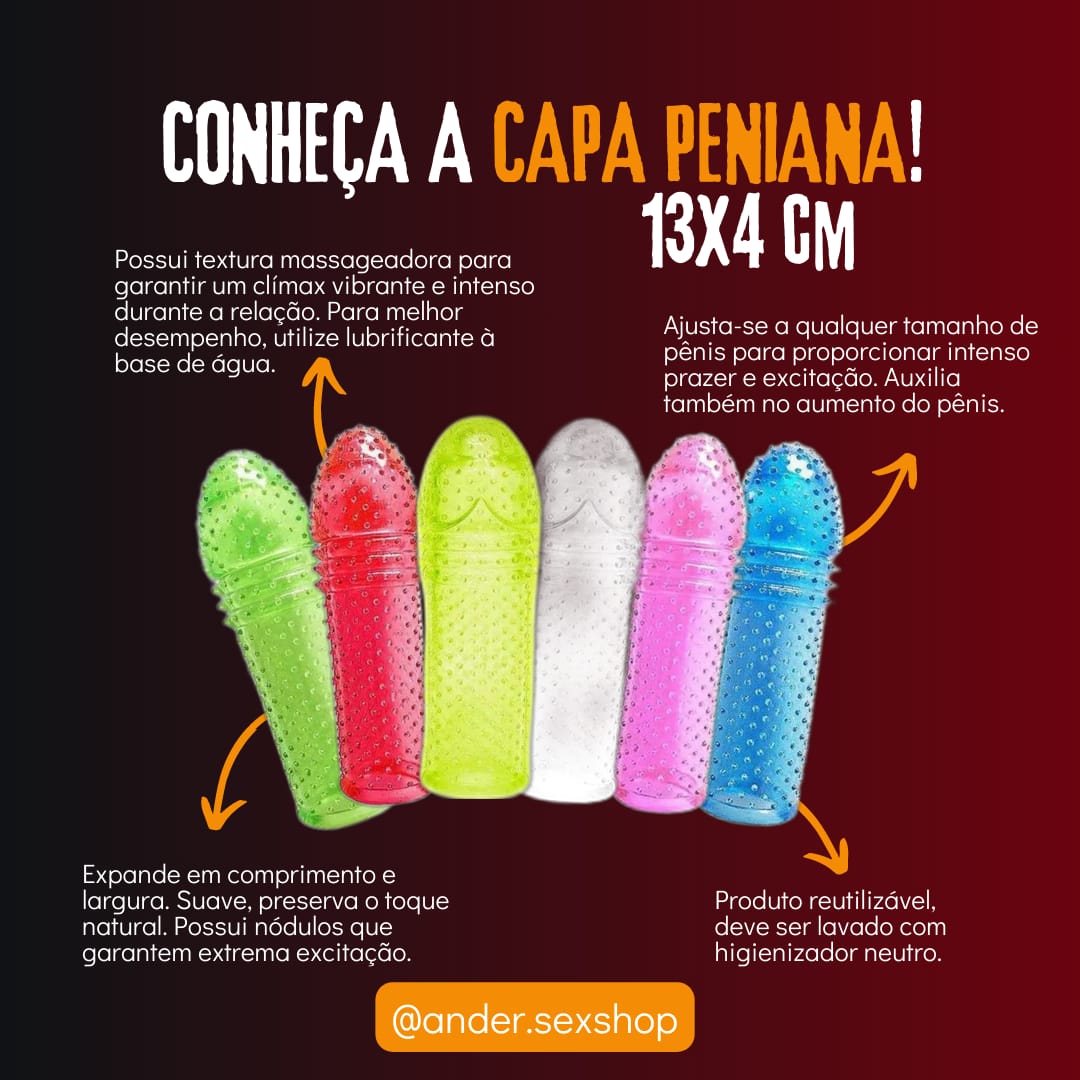 CONHEÇA A CAPA PENIANA!
13X4 CM
Possui textura massageadora para
garantir um clímax vibrante e intenso
durante a relação. Para melhor
desempenho, utilize lubrificante à
base de água.
Ajusta-se a qualquer tamanho de
pênis para proporcionar intenso
prazer e excitação. Auxilia
também no aumento do pênis.
Expande em comprimento e
largura. Suave, preserva o toque
natural. Possui nódulos que
garantem extrema excitação.
Produto reutilizável,
deve ser lavado com
higienizador neutro.
@ander.sexshop